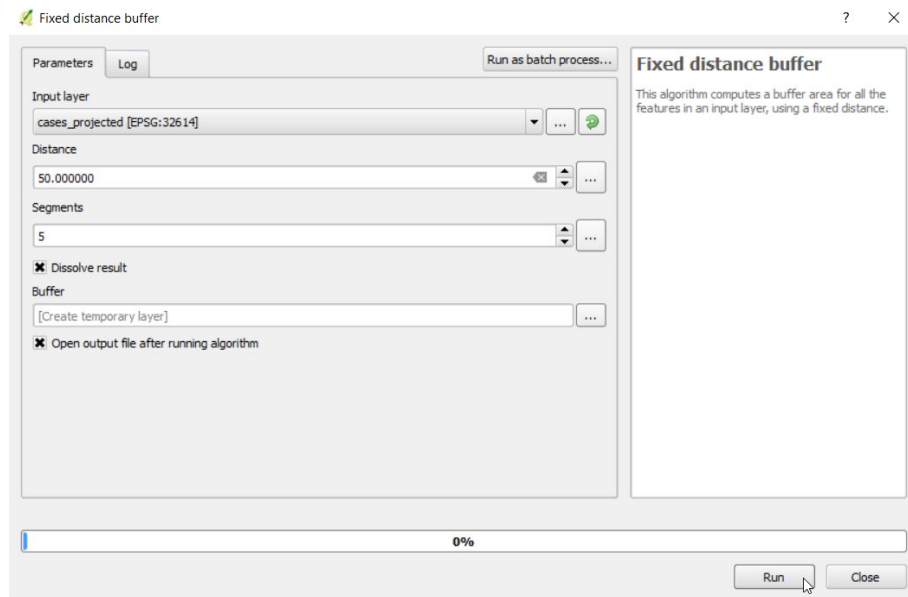 Fixed distance buffer
?
Parameters
Log
Run as batch process...
Input layer
cases_projected [EPSG:32614]
...
Distance
50.000000
...
Segments
5
...
Dissolve result
Buffer
[Create temporary layer]
...
Open output file after running algorithm
Fixed distance buffer
This algorithm computes a buffer area for all the
features in an input layer, using a fixed distance.
0%
Run
Close